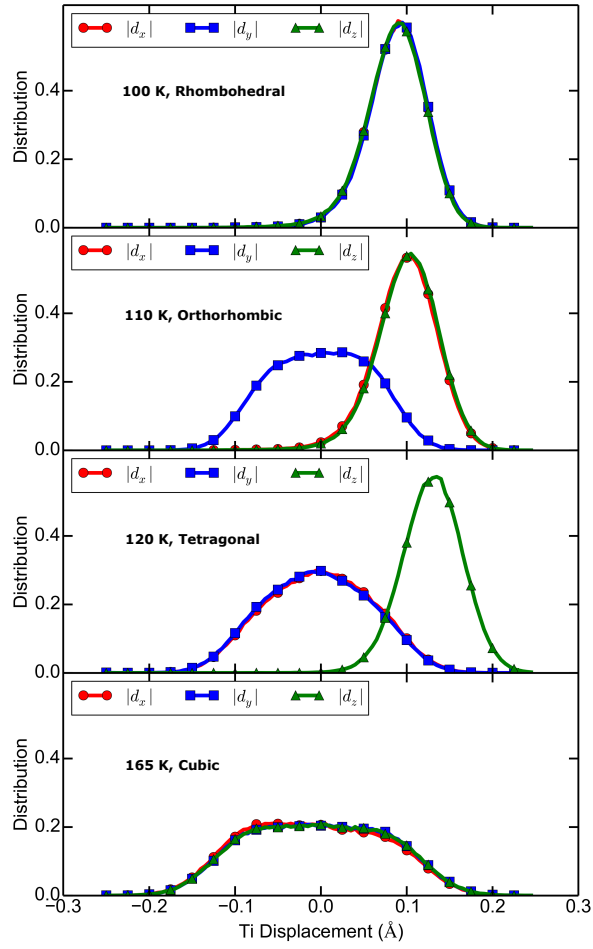 |d_x| |d_y| |d_z|
100 K, Rhombohedral
Distribution
0.4
0.2
0.0
|d_x| |d_y| |d_z|
110 K, Orthorhombic
Distribution
0.4
0.2
0.0
|d_x| |d_y| |d_z|
120 K, Tetragonal
Distribution
0.4
0.2
0.0
|d_x| |d_y| |d_z|
165 K, Cubic
Distribution
0.4
0.2
0.0
−0.3 −0.2 −0.1 0.0 0.1 0.2 0.3
Ti Displacement (Å)